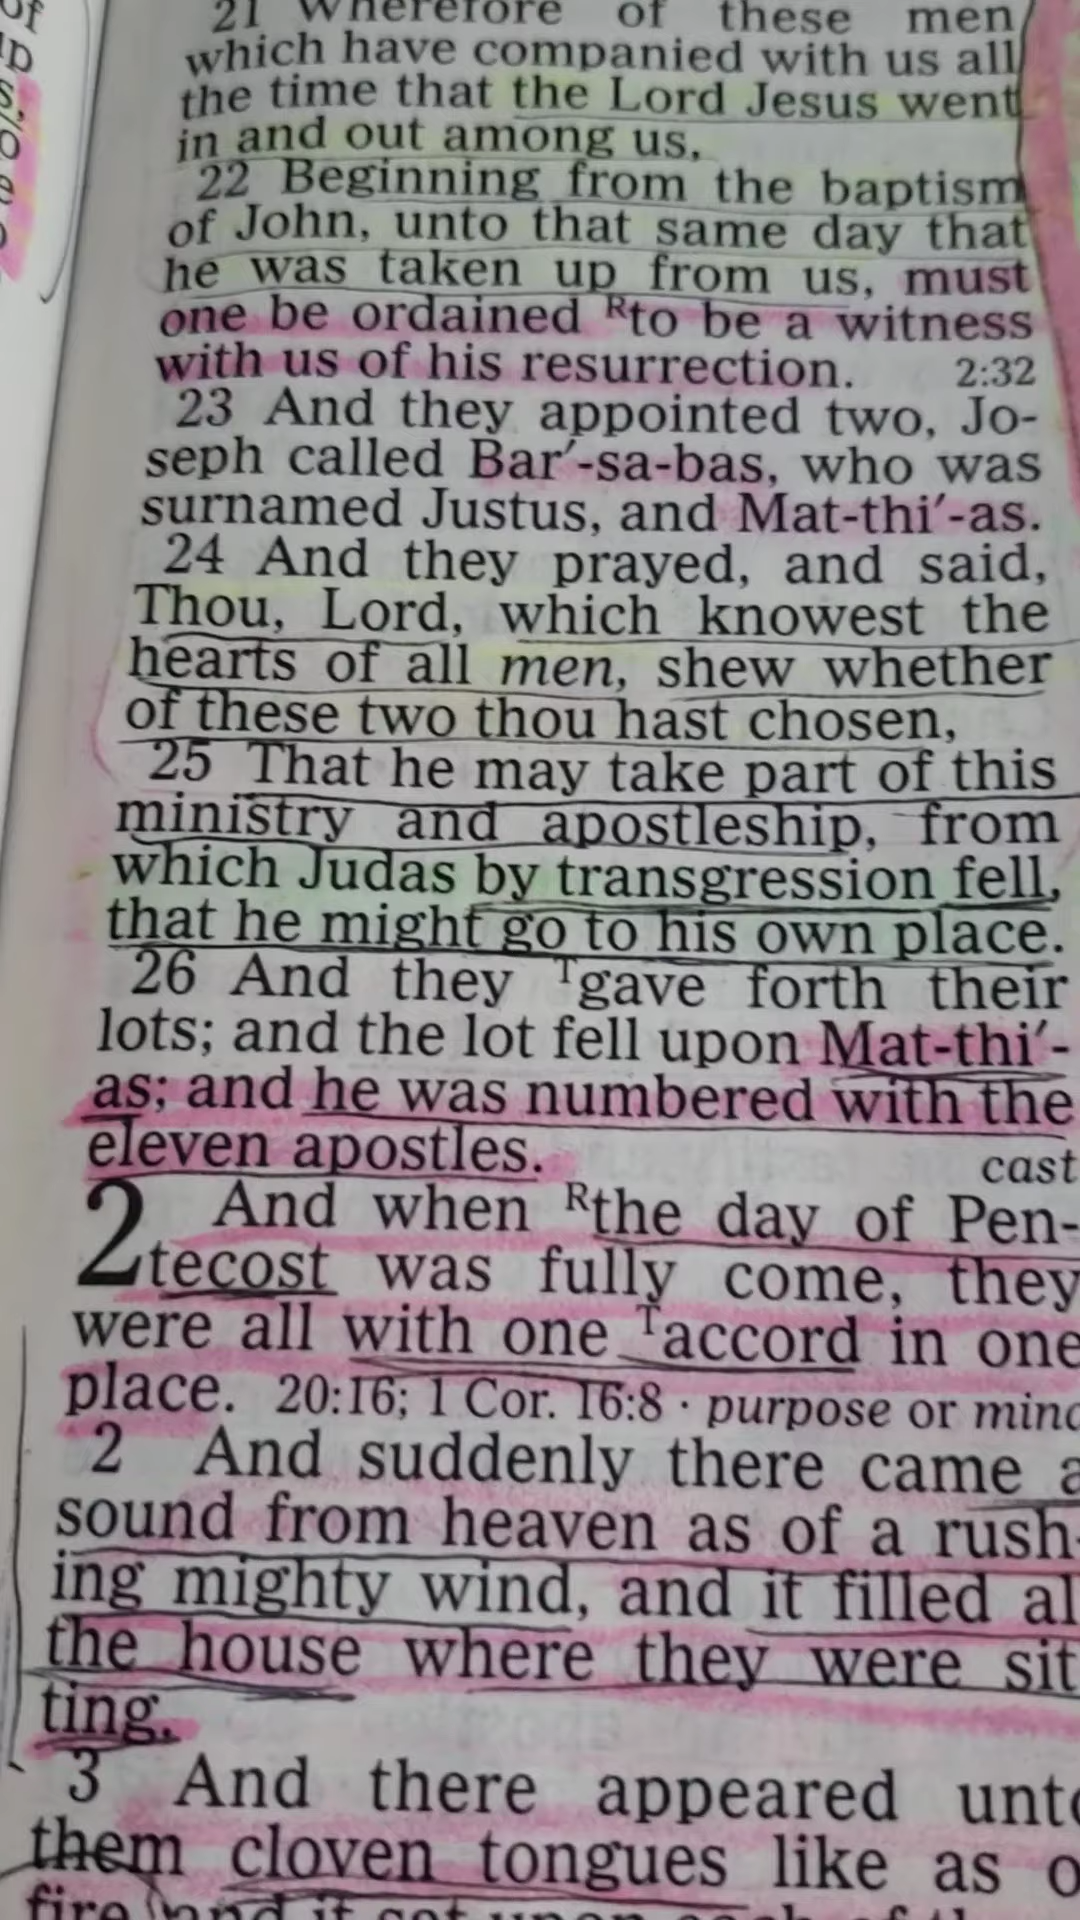 of
up
21 Wherefore of these men
which have companied with us all
the time that the Lord Jesus went
in and out among us,
22 Beginning from the baptism
of John, unto that same day that
he was taken up from us, must
one be ordained Rto be a witness
with us of his resurrection. 2:32
23 And they appointed two, Jo-
seph called Bar′-sa-bas, who was
surnamed Justus, and Mat-thi′-as.
24 And they prayed, and said,
Thou, Lord, which knowest the
hearts of all men, shew whether
of these two thou hast chosen,
25 That he may take part of this
ministry and apostleship, from
which Judas by transgression fell,
that he might go to his own place.
26 And they Tgave forth their
lots; and the lot fell upon Mat-thi′-
as; and he was numbered with the
eleven apostles. cast
2 And when Rthe day of Pen-
tecost was fully come, they
were all with one Taccord in one
place. 20:16; 1 Cor. 16:8 · purpose or mind
2 And suddenly there came a
sound from heaven as of a rush-
ing mighty wind, and it filled al
the house where they were sit
ting.
3 And there appeared unto
them cloven tongues like as o
fire, and it sat upon each of the